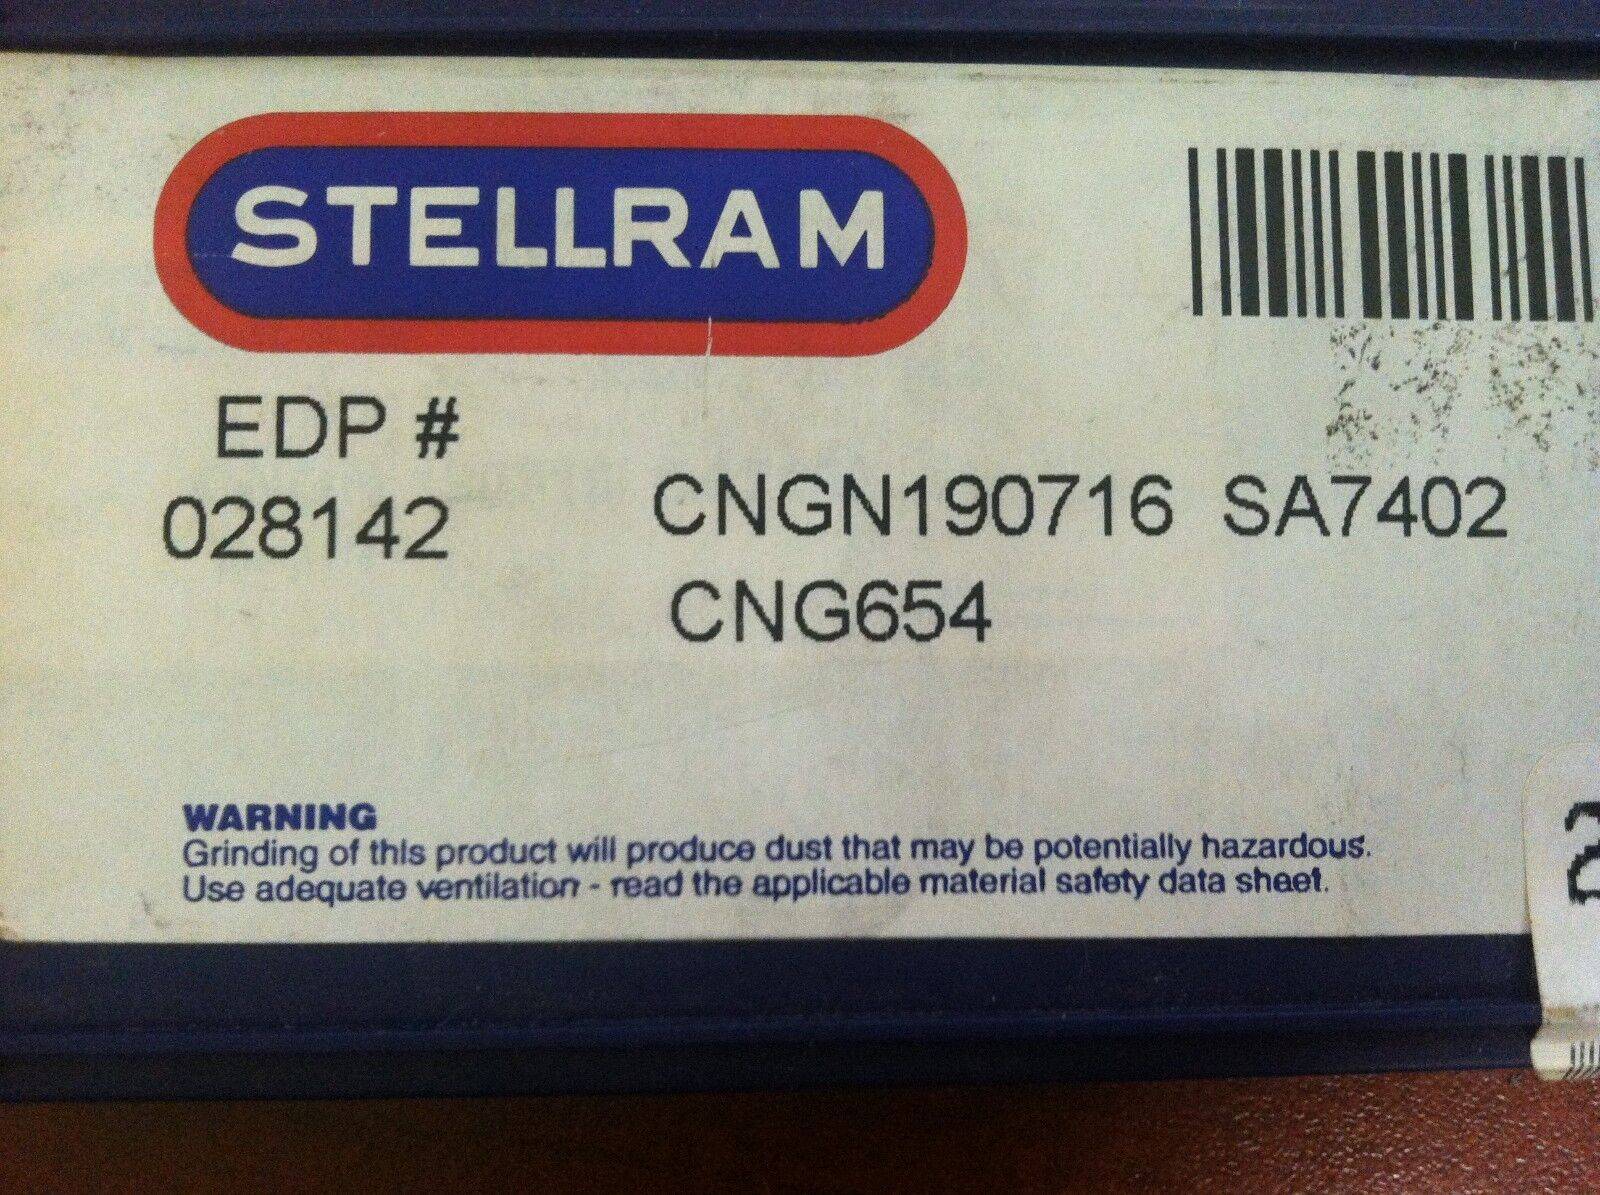 STELLRAM
EDP #
028142
CNGN190716 SA7402
CNG654
WARNING
Grinding of this product will produce dust that may be potentially hazardous.
Use adequate ventilation - read the applicable material safety data sheet.
2